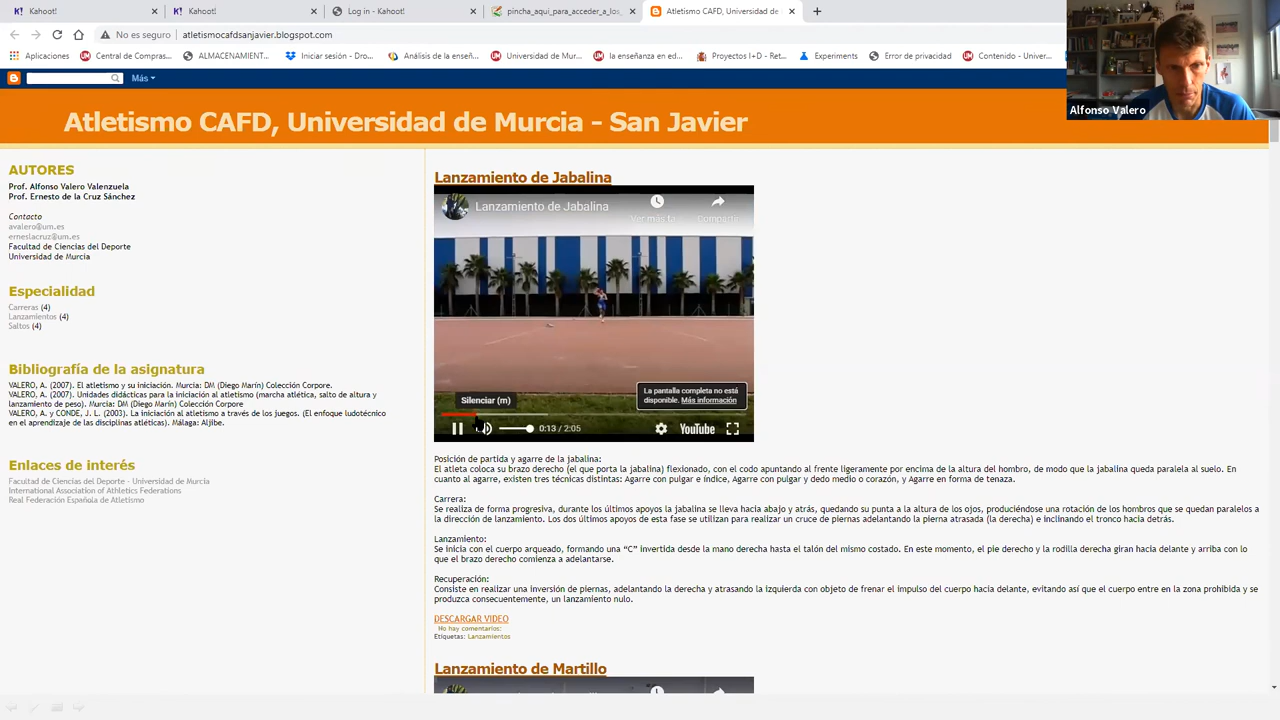 Kahoot!
Kahoot!
Log in - Kahoot!
pincha_aqui_para_acceder_a_los_
Atletismo CAFD, Universidad de
No es seguro
atletismocafdsanjavier.blogspot.com
Aplicaciones
Central de Compras...
ALMACENAMIENT...
Iniciar sesión - Dro...
Análisis de la enseñ...
Universidad de Mur...
la enseñanza en ed...
Proyectos I+D - Ret...
Experiments
Error de privacidad
Contenido - Univer...
Más
Alfonso Valero
Atletismo CAFD, Universidad de Murcia - San Javier
AUTORES
Prof. Alfonso Valero Valenzuela
Prof. Ernesto de la Cruz Sánchez
Contacto
avalero@um.es
erneslacruz@um.es
Facultad de Ciencias del Deporte
Universidad de Murcia
Especialidad
Carreras (4)
Lanzamientos (4)
Saltos (4)
Bibliografía de la asignatura
VALERO, A. (2007). El atletismo y su iniciación. Murcia: DM (Diego Marín) Colección Corpore.
VALERO, A. (2007). Unidades didácticas para la iniciación al atletismo (marcha atlética, salto de altura y
lanzamiento de peso). Murcia: DM (Diego Marín) Colección Corpore
VALERO, A. y CONDE, J. L. (2003). La iniciación al atletismo a través de los juegos. (El enfoque ludotécnico
en el aprendizaje de las disciplinas atléticas). Málaga: Aljibe.
Enlaces de interés
Facultad de Ciencias del Deporte - Universidad de Murcia
International Association of Athletics Federations
Real Federación Española de Atletismo
Lanzamiento de Jabalina
Lanzamiento de Jabalina
Ver más ta
Compartir
La pantalla completa no está
disponible. Más información
Silenciar (m)
0:13 / 2:05
YouTube
Posición de partida y agarre de la jabalina:
El atleta coloca su brazo derecho (el que porta la jabalina) flexionado, con el codo apuntando al frente ligeramente por encima de la altura del hombro, de modo que la jabalina queda paralela al suelo. En
cuanto al agarre, existen tres técnicas distintas: Agarre con pulgar e índice, Agarre con pulgar y dedo medio o corazón, y Agarre en forma de tenaza.
Carrera:
Se realiza de forma progresiva, durante los últimos apoyos la jabalina se lleva hacia abajo y atrás, quedando su punta a la altura de los ojos, produciéndose una rotación de los hombros que se quedan paralelos a
la dirección de lanzamiento. Los dos últimos apoyos de esta fase se utilizan para realizar un cruce de piernas adelantando la pierna atrasada (la derecha) e inclinando el tronco hacia detrás.
Lanzamiento:
Se inicia con el cuerpo arqueado, formando una “C” invertida desde la mano derecha hasta el talón del mismo costado. En este momento, el pie derecho y la rodilla derecha giran hacia delante y arriba con lo
que el brazo derecho comienza a adelantarse.
Recuperación:
Consiste en realizar una inversión de piernas, adelantando la derecha y atrasando la izquierda con objeto de frenar el impulso del cuerpo hacia delante, evitando así que el cuerpo entre en la zona prohibida y se
produzca consecuentemente, un lanzamiento nulo.
DESCARGAR VIDEO
No hay comentarios:
Etiquetas: Lanzamientos
Lanzamiento de Martillo